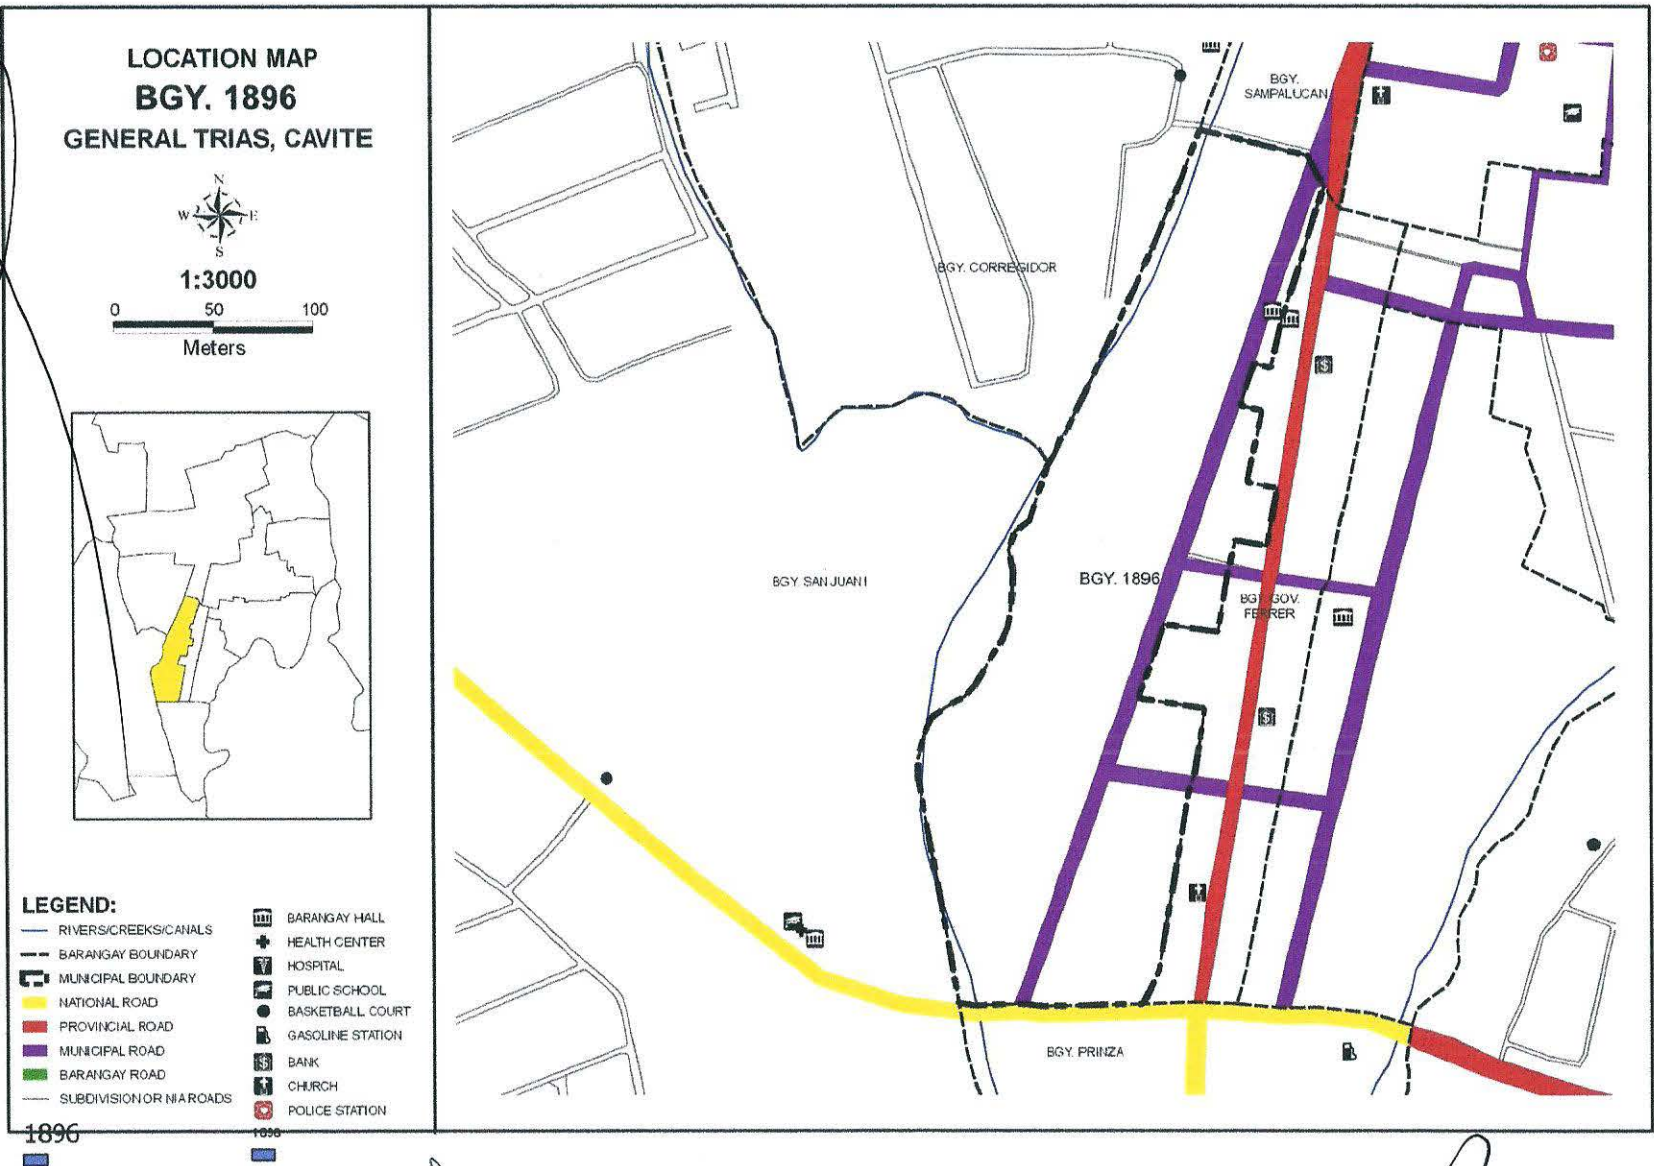 LOCATION MAP
BGY. 1896
GENERAL TRIAS, CAVITE
N
W E
S
1:3000
0 50 100
Meters
LEGEND:
RIVERS/CREEKS/CANALS
BARANGAY BOUNDARY
MUNICIPAL BOUNDARY
NATIONAL ROAD
PROVINCIAL ROAD
MUNICIPAL ROAD
BARANGAY ROAD
SUBDIVISION OR NIA ROADS
1896
BARANGAY HALL
HEALTH CENTER
HOSPITAL
PUBLIC SCHOOL
BASKETBALL COURT
GASOLINE STATION
BANK
CHURCH
POLICE STATION
1896
BGY.
SAMPALUCAN
BGY. CORREGIDOR
BGY. SAN JUAN I
BGY. 1896
BGY. GOV.
FERRER
BGY. PRINZA